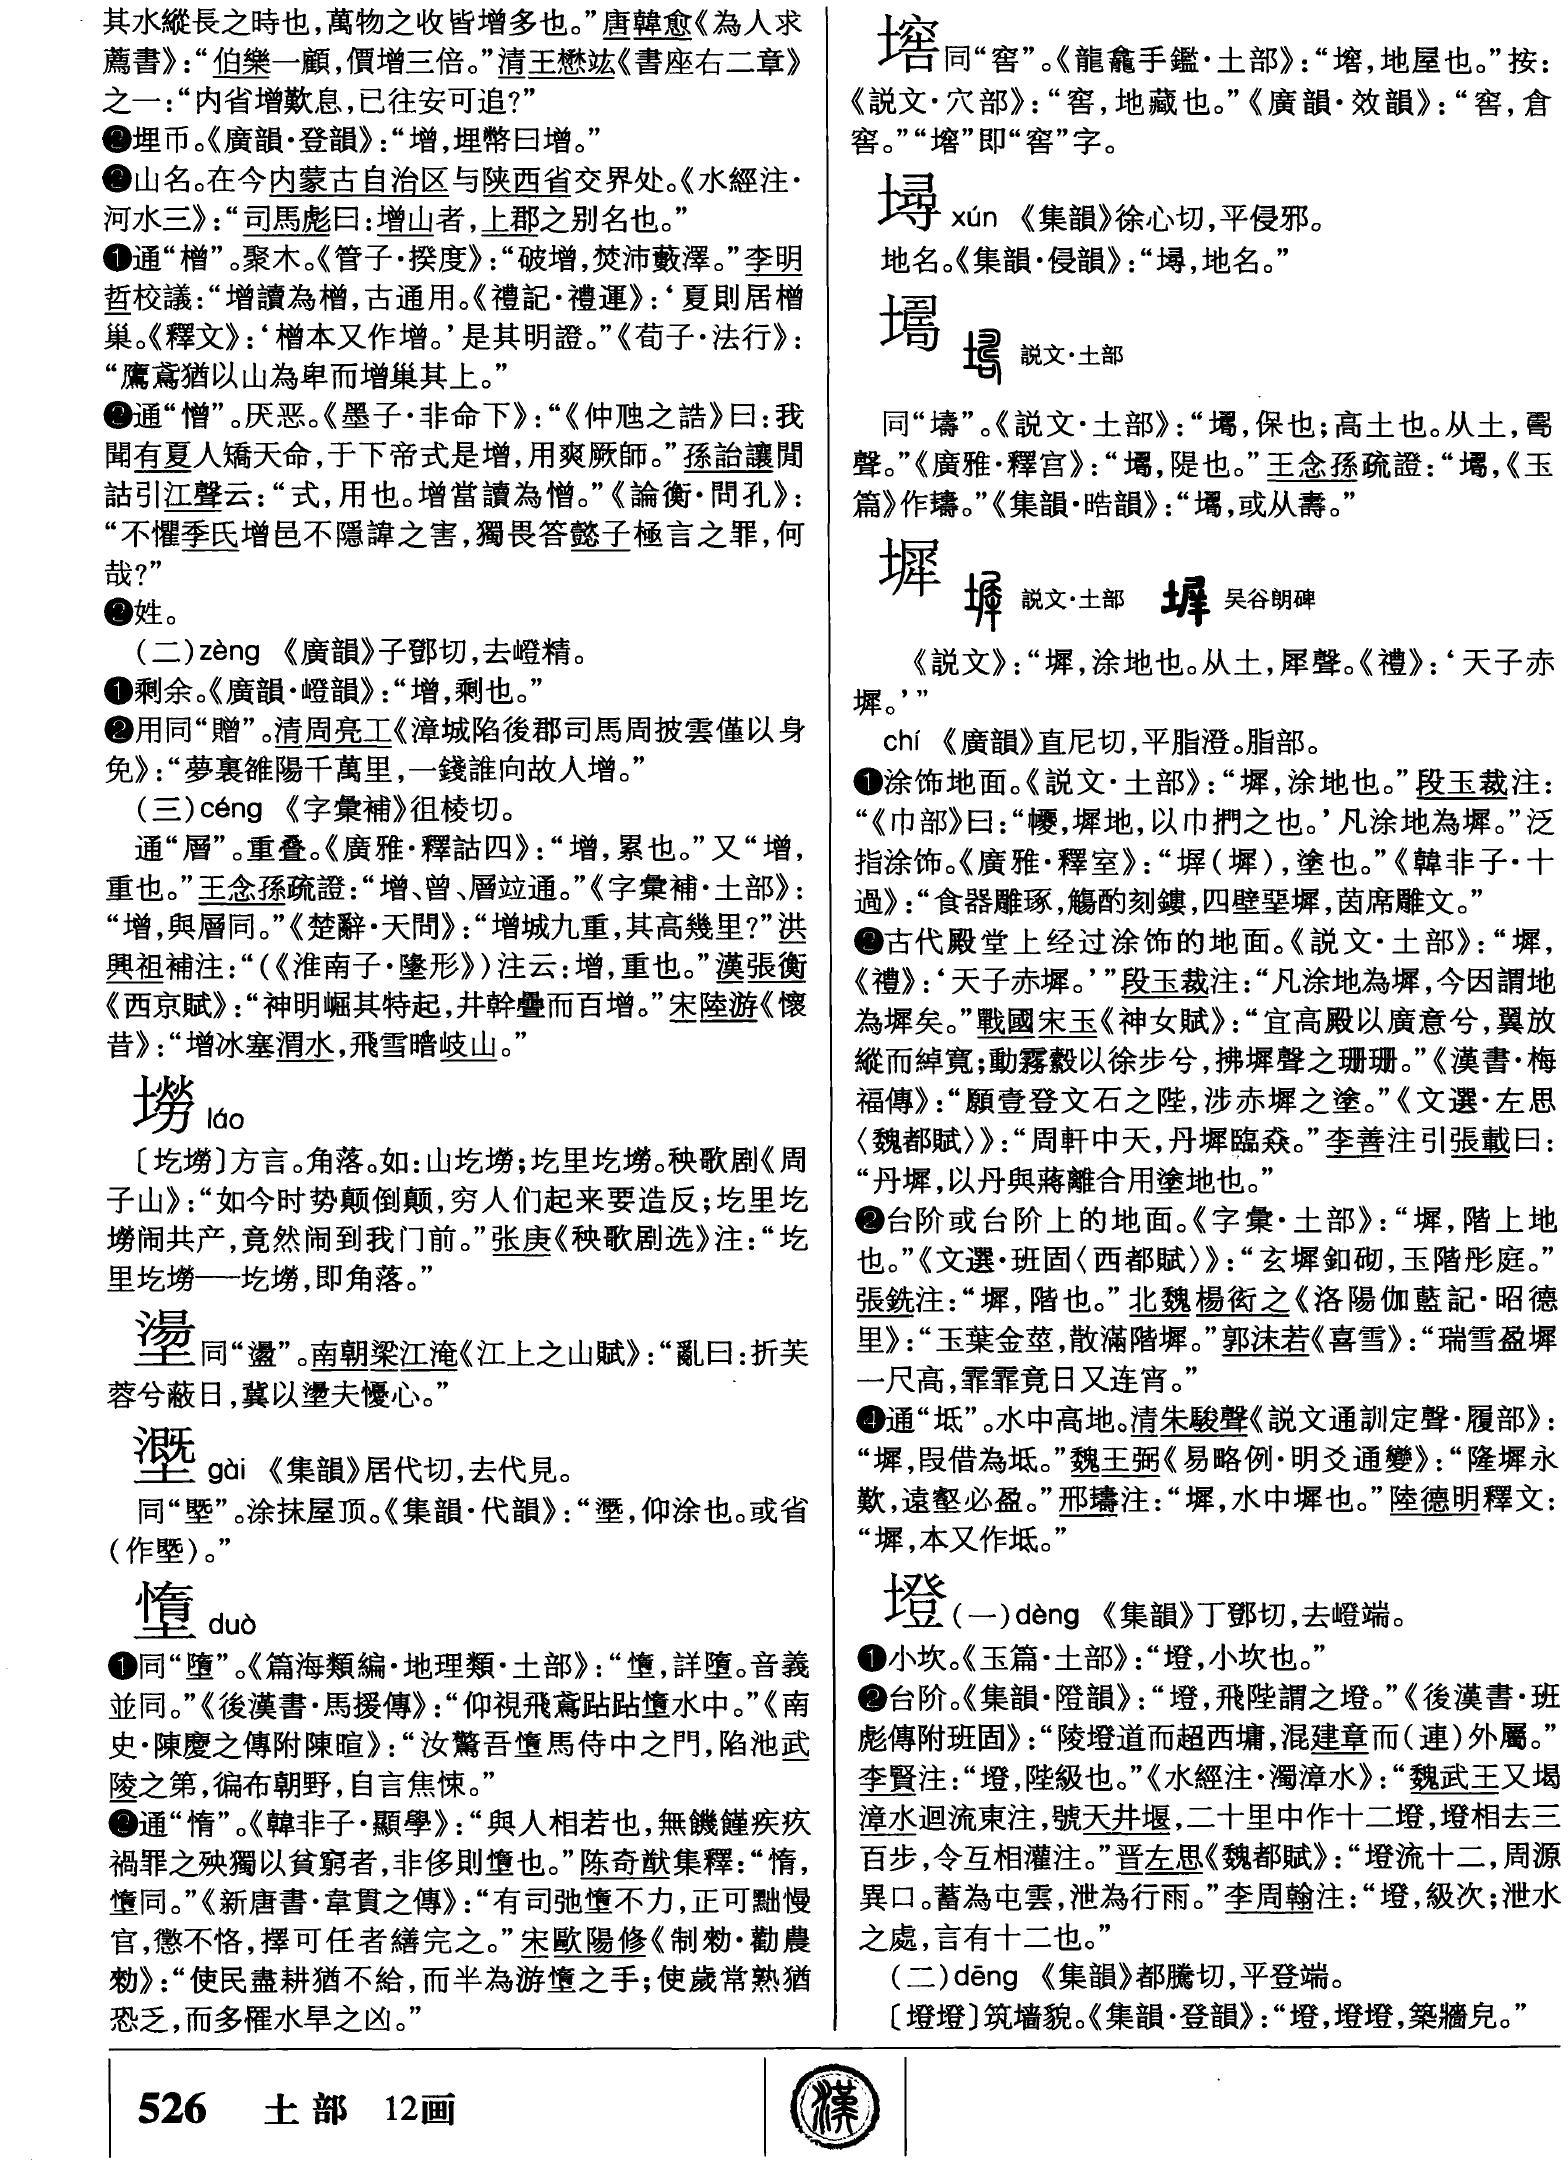 其水縱長之時也，萬物之收皆增多也。”唐韓愈《為人求
薦書》：“伯樂一顧，價增三倍。”清王懋竑《書座右二章》
之一：“内省增歎息，已往安可追？”
❷埋币。《廣韻·登韻》：“增，埋幣曰增。”
❷山名。在今内蒙古自治区与陕西省交界处。《水經注·
河水三》：“司馬彪曰：增山者，上郡之别名也。”
❶通“橧”。聚木。《管子·揆度》：“破增，焚沛藪澤。”李明
哲校議：“增讀為橧，古通用。《禮記·禮運》：‘夏則居橧
巢。《釋文》：‘橧本又作增。’是其明證。”《荀子·法行》：
“鷹鳶猶以山為卑而增巢其上。”
❷通“憎”。厌恶。《墨子·非命下》：“《仲虺之誥》曰：我
聞有夏人矯天命，于下帝式是增，用爽厥師。”孫詒讓閒
詁引江聲云：“式，用也。增當讀為憎。”《論衡·問孔》：
“不懼季氏增邑不隱諱之害，獨畏答懿子極言之罪，何
哉？”
❷姓。
（二）zèng 《廣韻》子鄧切，去嶝精。
❶剩余。《廣韻·嶝韻》：“增，剩也。”
❷用同“贈”。清周亮工《漳城陷後郡司馬周披雲僅以身
免》：“夢裏雒陽千萬里，一錢誰向故人增。”
（三）céng 《字彙補》徂棱切。
通“層”。重叠。《廣雅·釋詁四》：“增，累也。”又“增，
重也。”王念孫疏證：“增、曾、層竝通。”《字彙補·土部》：
“增，與層同。”《楚辭·天問》：“增城九重，其高幾里？”洪
興祖補注：“（《淮南子·墬形》）注云：增，重也。”漢張衡
《西京賦》：“神明崛其特起，井幹疊而百增。”宋陸游《懷
昔》：“增冰塞渭水，飛雪暗岐山。”
塝 láo
〔圪塝〕方言。角落。如：山圪塝；圪里圪塝。秧歌剧《周
子山》：“如今时势颠倒颠，穷人们起来要造反；圪里圪
塝闹共产，竟然闹到我门前。”张庚《秧歌剧选》注：“圪
里圪塝——圪塝，即角落。”
塣同“盪”。南朝梁江淹《江上之山賦》：“亂曰：折芙
蓉兮蔽日，冀以盪夫憂心。”
墍 gài 《集韻》居代切，去代見。
同“塈”。涂抹屋顶。《集韻·代韻》：“墍，仰涂也。或省
（作塈）。”
墯 duò
❶同“墮”。《篇海類編·地理類·土部》：“墯，詳墮。音義
並同。”《後漢書·馬援傳》：“仰視飛鳶跕跕墯水中。”《南
史·陳慶之傳附陳暄》：“汝驚吾墯馬侍中之門，陷池武
陵之第，徧布朝野，自言焦悚。”
❷通“惰”。《韓非子·顯學》：“與人相若也，無饑饉疾疚
禍罪之殃獨以貧窮者，非侈則墯也。”陈奇猷集釋：“惰，
墯同。”《新唐書·韋貫之傳》：“有司弛墯不力，正可黜慢
官，懲不恪，擇可任者繕完之。”宋歐陽修《制勑·勸農
勑》：“使民盡耕猶不給，而半為游墯之手；使歲常熟猶
恐乏，而多罹水旱之凶。”
塎同“窖”。《龍龕手鑑·土部》：“塎，地屋也。”按：
《説文·穴部》：“窖，地藏也。”《廣韻·效韻》：“窖，倉
窖。”“塎”即“窖”字。
㙘 xún 《集韻》徐心切，平侵邪。
地名。《集韻·侵韻》：“㙘，地名。”
㙞 説文·土部
同“壔”。《説文·土部》：“㙞，保也；高土也。从土，𠷎
聲。”《廣雅·釋宫》：“㙞，隄也。”王念孫疏證：“㙞，《玉
篇》作壔。”《集韻·晧韻》：“㙞，或从壽。”
墀 説文·土部 吴谷朗碑
《説文》：“墀，涂地也。从土，犀聲。《禮》：‘天子赤
墀。’”
chí 《廣韻》直尼切，平脂澄。脂部。
❶涂饰地面。《説文·土部》：“墀，涂地也。”段玉裁注：
“《巾部》曰：“㡠，墀地，以巾捫之也。’凡涂地為墀。”泛
指涂饰。《廣雅·釋室》：“墿（墀），塗也。”《韓非子·十
過》：“食器雕琢，觴酌刻鏤，四壁堊墀，茵席雕文。”
❷古代殿堂上经过涂饰的地面。《説文·土部》：“墀，
《禮》：‘天子赤墀。’”段玉裁注：“凡涂地為墀，今因謂地
為墀矣。”戰國宋玉《神女賦》：“宜高殿以廣意兮，翼放
縱而綽寬；動霧縠以徐步兮，拂墀聲之珊珊。”《漢書·梅
福傳》：“願壹登文石之陛，涉赤墀之塗。”《文選·左思
〈魏都賦〉》：“周軒中天，丹墀臨猋。”李善注引張載曰：
“丹墀，以丹與蔣離合用塗地也。”
❷台阶或台阶上的地面。《字彙·土部》：“墀，階上地
也。”《文選·班固〈西都賦〉》：“玄墀釦砌，玉階彤庭。”
張銑注：“墀，階也。”北魏楊衒之《洛陽伽藍記·昭德
里》：“玉葉金莖，散滿階墀。”郭沫若《喜雪》：“瑞雪盈墀
一尺高，霏霏竟日又连宵。”
❹通“坻”。水中高地。清朱駿聲《説文通訓定聲·履部》：
“墀，叚借為坻。”魏王弼《易略例·明爻通變》：“隆墀永
歎，遠壑必盈。”邢璹注：“墀，水中墀也。”陸德明釋文：
“墀，本又作坻。”
墱（一）dèng 《集韻》丁鄧切，去嶝端。
❶小坎。《玉篇·土部》：“墱，小坎也。”
❷台阶。《集韻·隥韻》：“墱，飛陛謂之墱。”《後漢書·班
彪傳附班固》：“陵墱道而超西墉，混建章而（連）外屬。”
李賢注：“墱，陛級也。”《水經注·濁漳水》：“魏武王又堨
漳水迴流東注，號天井堰，二十里中作十二墱，墱相去三
百步，令互相灌注。”晋左思《魏都賦》：“墱流十二，周源
異口。蓄為屯雲，泄為行雨。”李周翰注：“墱，級次；泄水
之處，言有十二也。”
（二）dēng 《集韻》都騰切，平登端。
〔墱墱〕筑墙貌。《集韻·登韻》：“墱，墱墱，築牆皃。”
526 土部 12画
漢